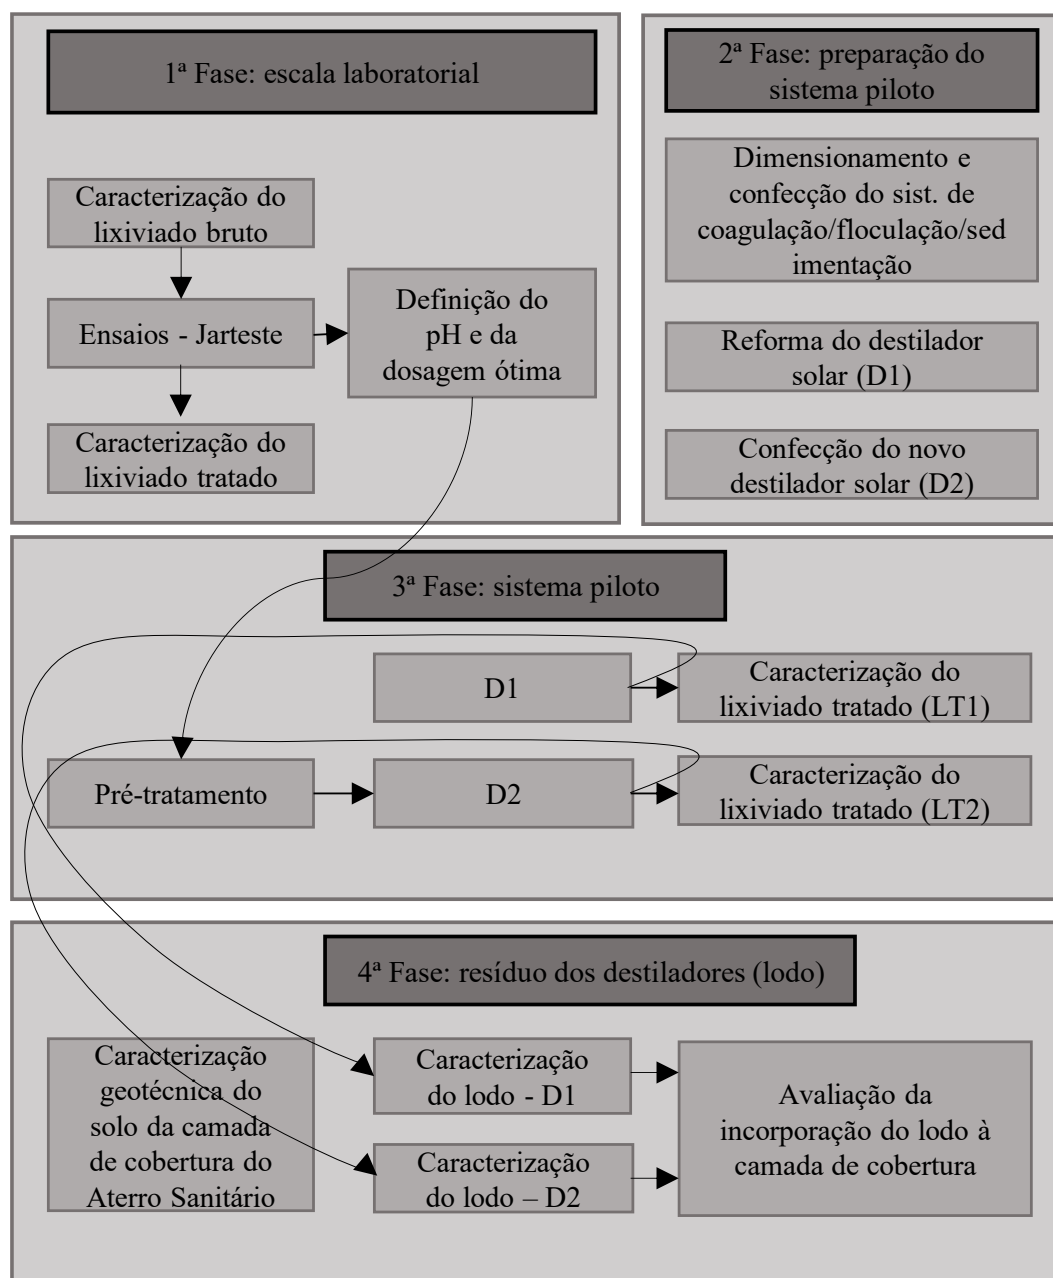 1ª Fase: escala laboratorial
Caracterização do
lixiviado bruto
Ensaios - Jarteste
Definição do
pH e da
dosagem ótima
Caracterização do
lixiviado tratado
2ª Fase: preparação do
sistema piloto
Dimensionamento e
confecção do sist. de
coagulação/floculação/sed
imentação
Reforma do destilador
solar (D1)
Confecção do novo
destilador solar (D2)
3ª Fase: sistema piloto
D1
Caracterização do
lixiviado tratado (LT1)
Pré-tratamento
D2
Caracterização do
lixiviado tratado (LT2)
4ª Fase: resíduo dos destiladores (lodo)
Caracterização
geotécnica do
solo da camada
de cobertura do
Aterro Sanitário
Caracterização
do lodo - D1
Caracterização
do lodo – D2
Avaliação da
incorporação do lodo à
camada de cobertura